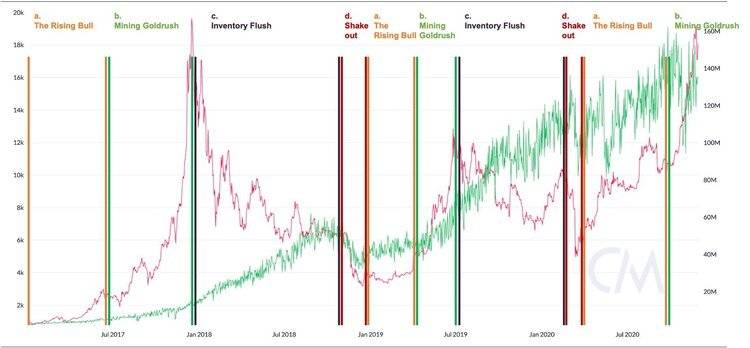 a.
The Rising Bull
b.
Mining Goldrush
c.
Inventory Flush
d.
Shake
out
a.
The
Rising Bull
b.
Mining
Goldrush
c.
Inventory Flush
d.
Shake
out
a.
The Rising Bull
b.
Mining Goldrush
20k
18k
16k
14k
12k
10k
8k
6k
4k
2k
160M
140M
120M
100M
80M
60M
40M
20M
CM
Jul 2017
Jan 2018
Jul 2018
Jan 2019
Jul 2019
Jan 2020
Jul 2020